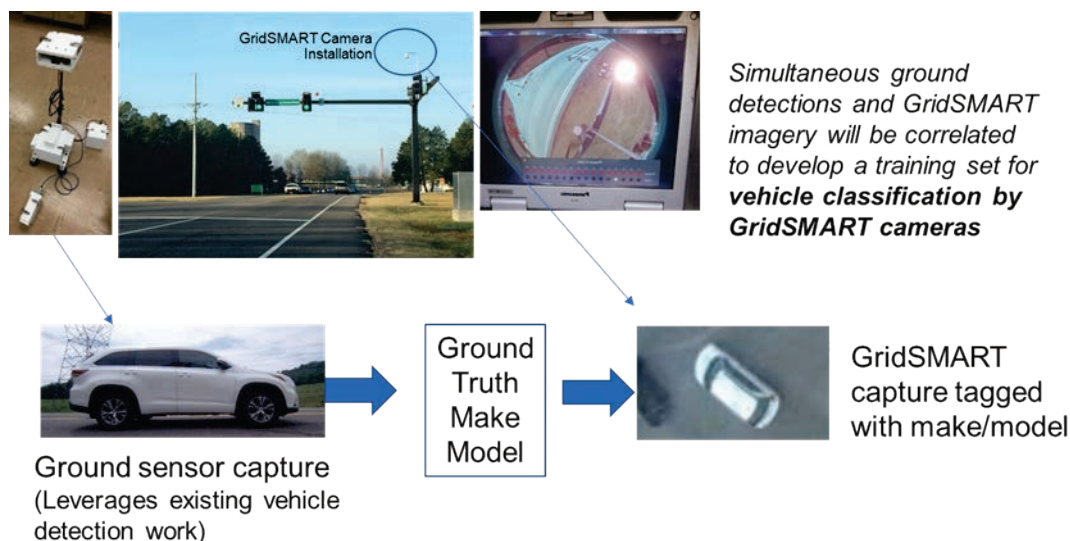 GridSMART Camera
Installation
Simultaneous ground
detections and GridSMART
imagery will be correlated
to develop a training set for
vehicle classification by
GridSMART cameras
Ground
Truth
Make
Model
GridSMART
capture tagged
with make/model
Ground sensor capture
(Leverages existing vehicle
detection work)